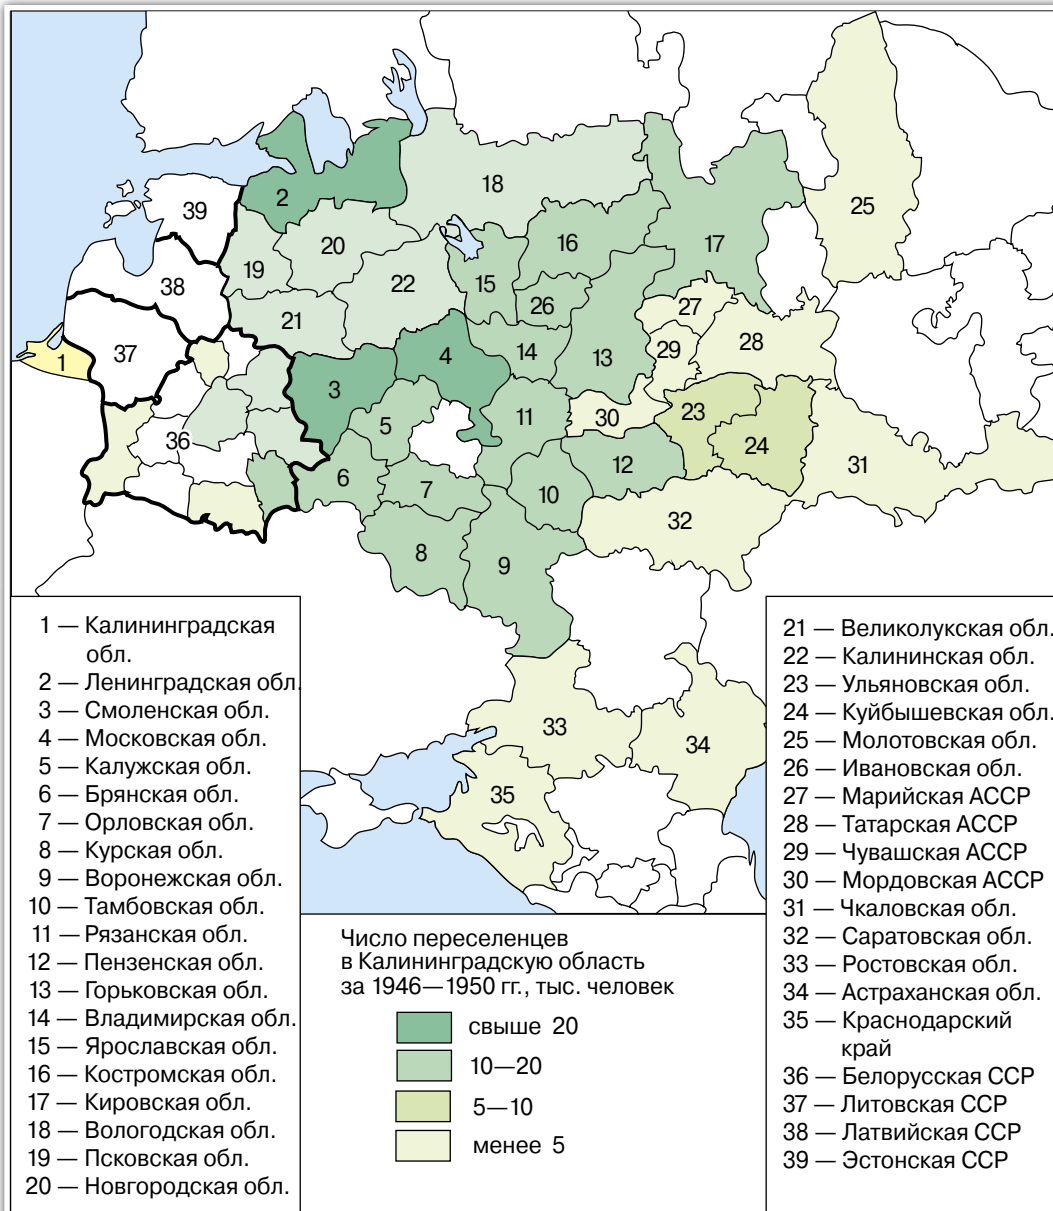 39
2
18
25
20
16
17
19
38
15
22
26
27
21
28
1
37
4
14
13
29
3
5
11
30
23
36
24
12
31
6
7
10
32
8
9
33
34
35
1 — Калининградская
обл.
2 — Ленинградская обл.
3 — Смоленская обл.
4 — Московская обл.
5 — Калужская обл.
6 — Брянская обл.
7 — Орловская обл.
8 — Курская обл.
9 — Воронежская обл.
10 — Тамбовская обл.
11 — Рязанская обл.
12 — Пензенская обл.
13 — Горьковская обл.
14 — Владимирская обл.
15 — Ярославская обл.
16 — Костромская обл.
17 — Кировская обл.
18 — Вологодская обл.
19 — Псковская обл.
20 — Новгородская обл.
Число переселенцев
в Калининградскую область
за 1946—1950 гг., тыс. человек
свыше 20
10—20
5—10
менее 5
21 — Великолукская обл.
22 — Калининская обл.
23 — Ульяновская обл.
24 — Куйбышевская обл.
25 — Молотовская обл.
26 — Ивановская обл.
27 — Марийская АССР
28 — Татарская АССР
29 — Чувашская АССР
30 — Мордовская АССР
31 — Чкаловская обл.
32 — Саратовская обл.
33 — Ростовская обл.
34 — Астраханская обл.
35 — Краснодарский
край
36 — Белорусская ССР
37 — Литовская ССР
38 — Латвийская ССР
39 — Эстонская ССР